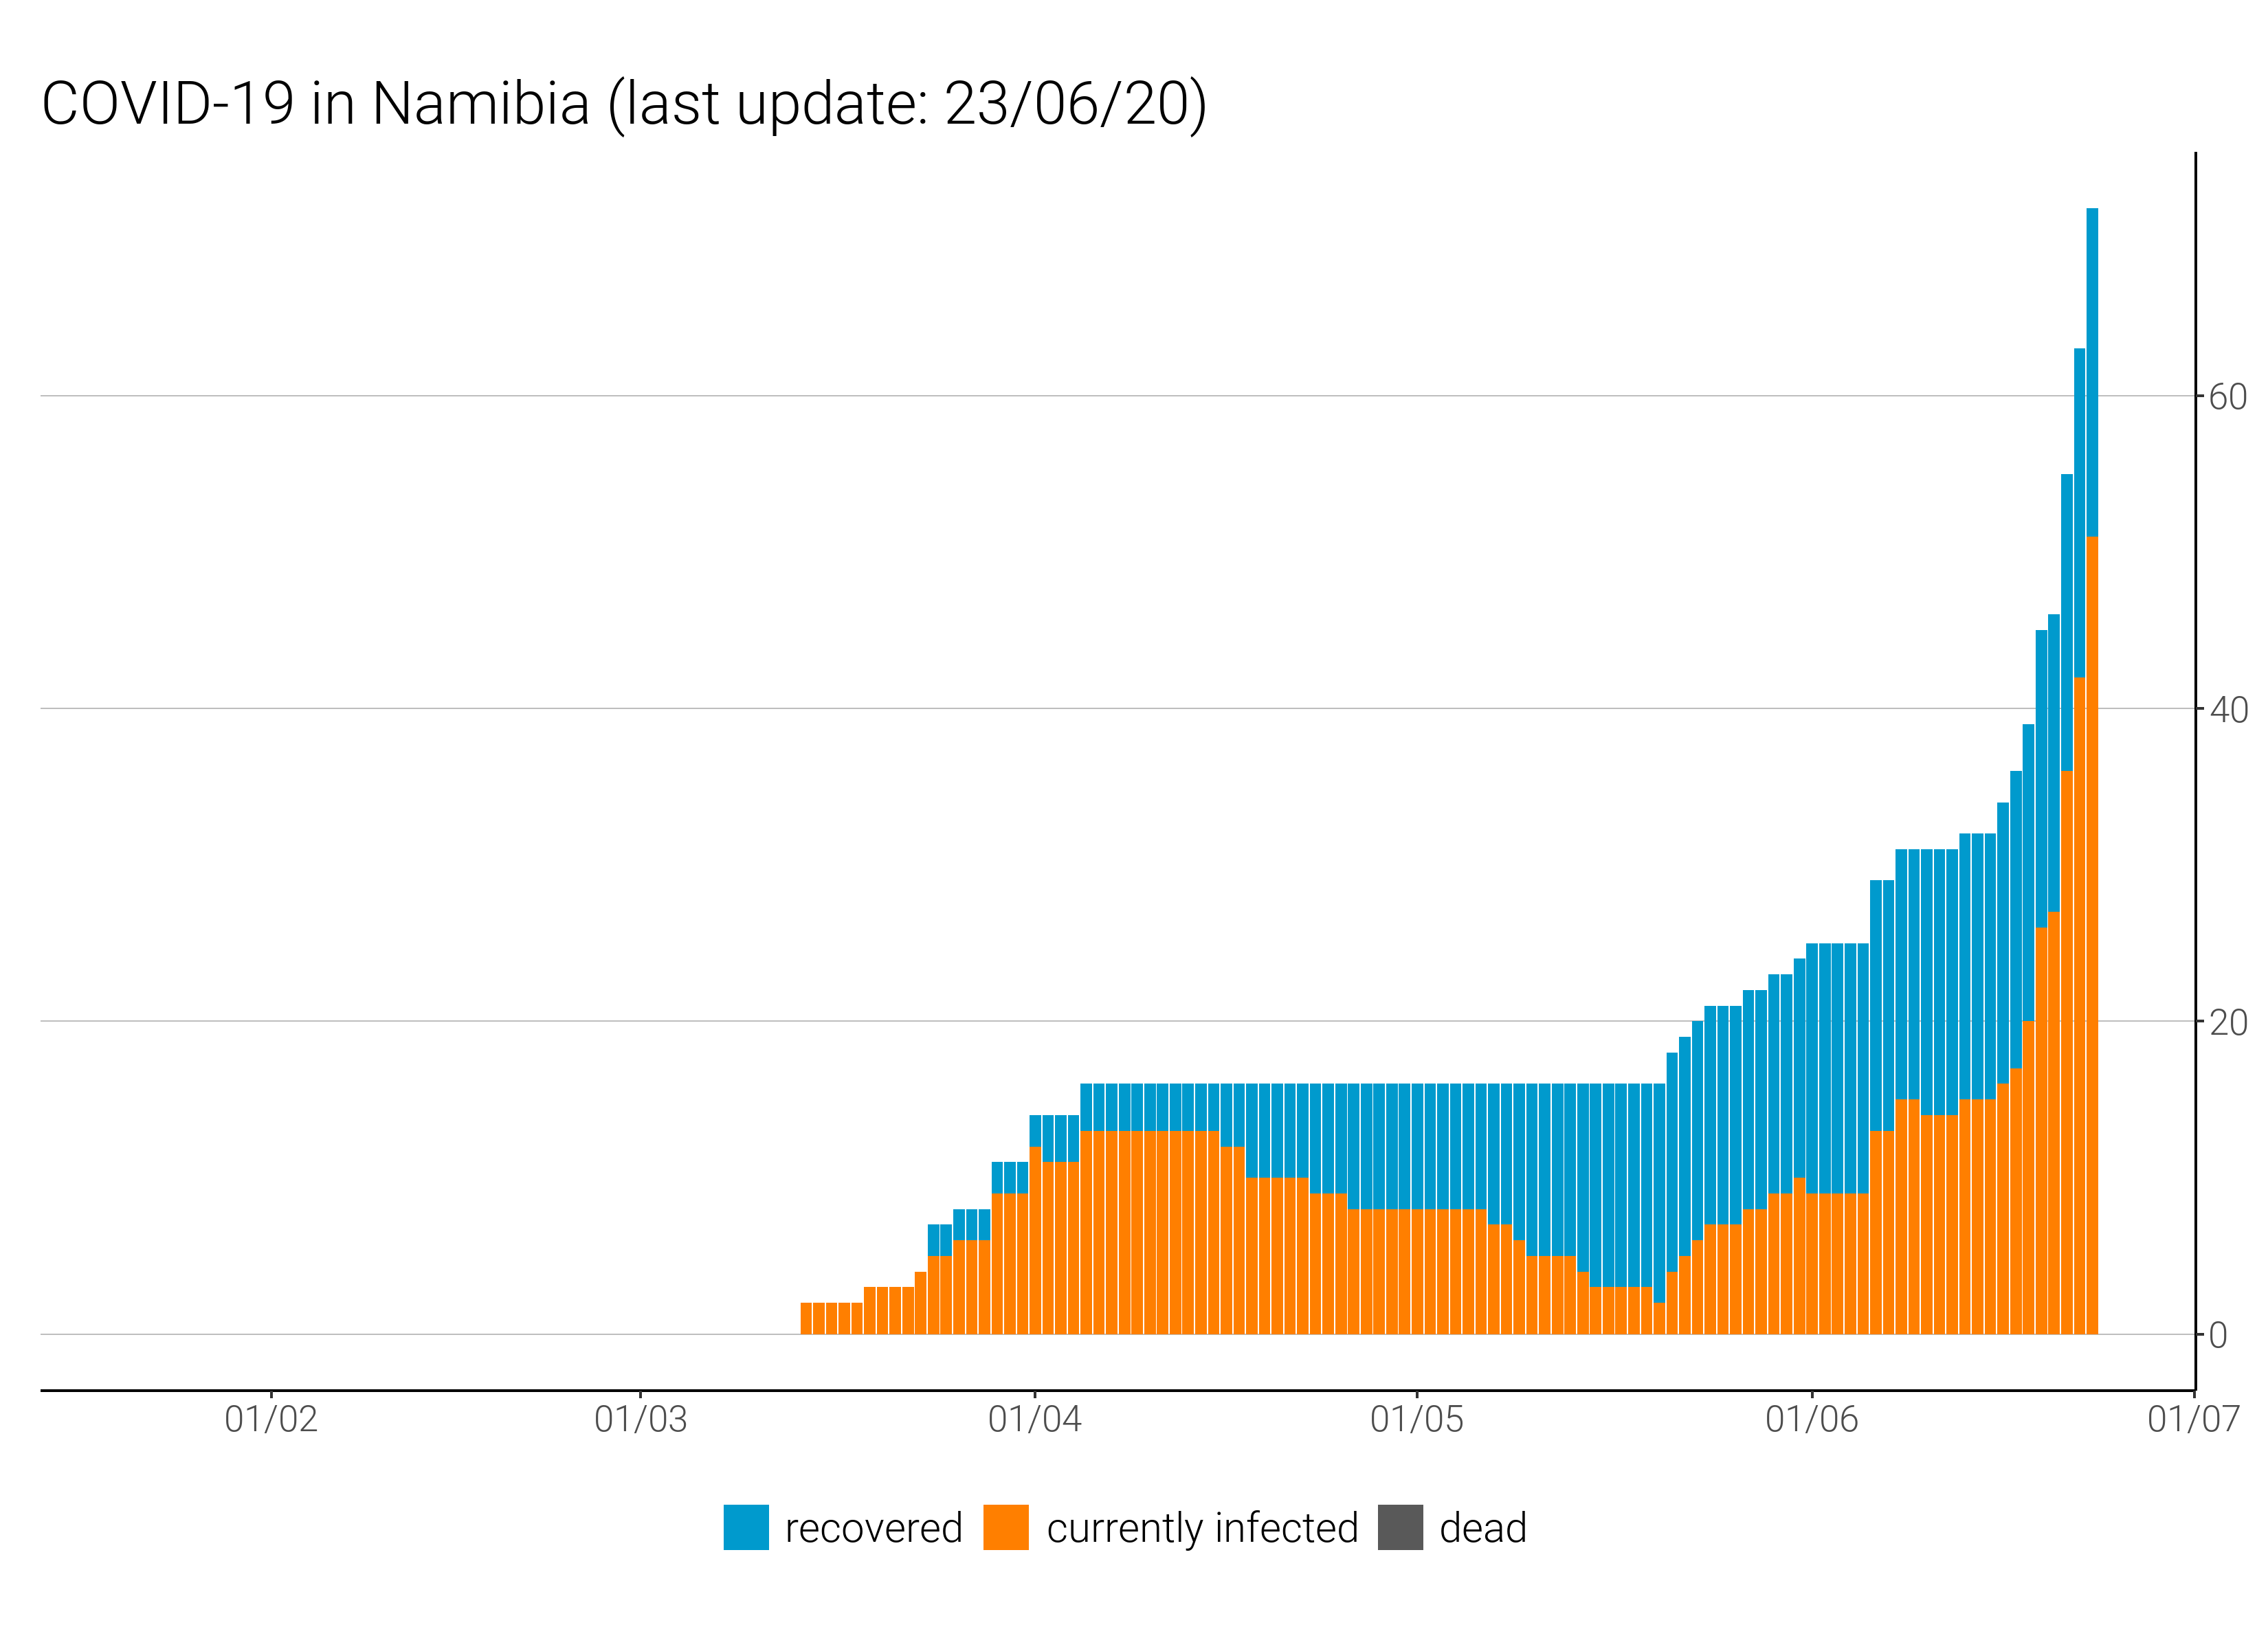 COVID-19 in Namibia (last update: 23/06/20)
60
40
20
0
01/02 01/03 01/04 01/05 01/06 01/07
recovered currently infected dead